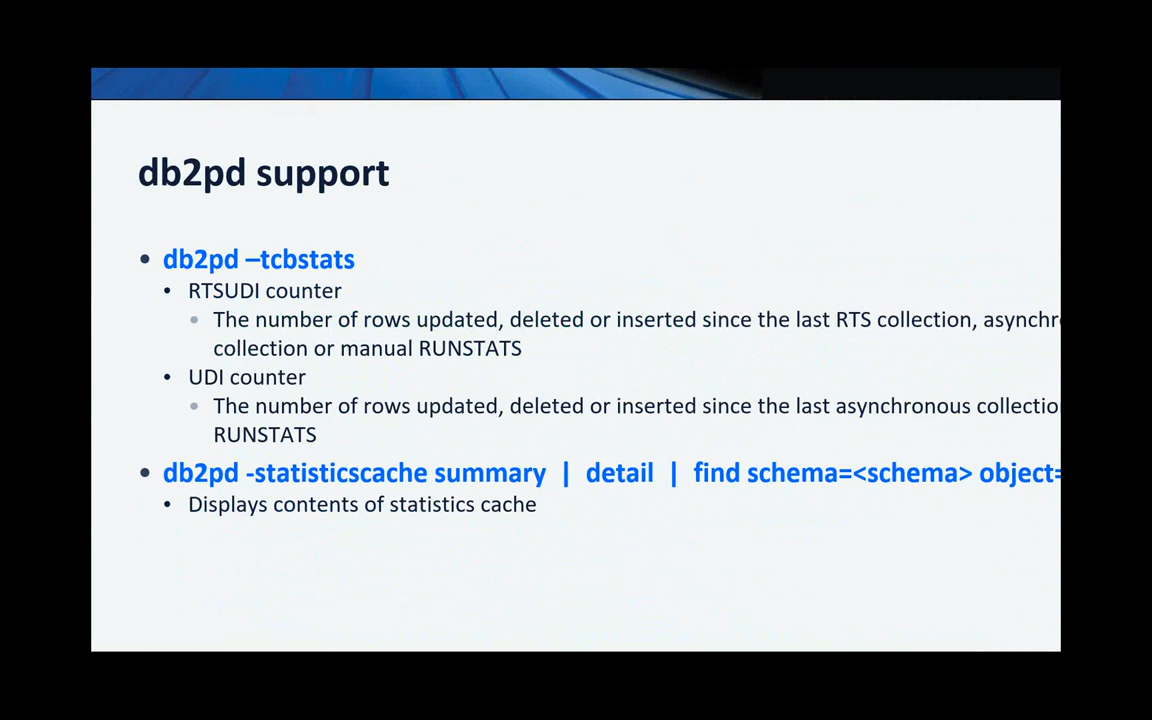 db2pd support
• db2pd –tcbstats
• RTSUDI counter
• The number of rows updated, deleted or inserted since the last RTS collection,
collection or manual RUNSTATS
• UDI counter
• The number of rows updated, deleted or inserted since the last asynchronous
RUNSTATS
• db2pd -statisticscache summary | detail | find schema=<schema> object=
• Displays contents of statistics cache